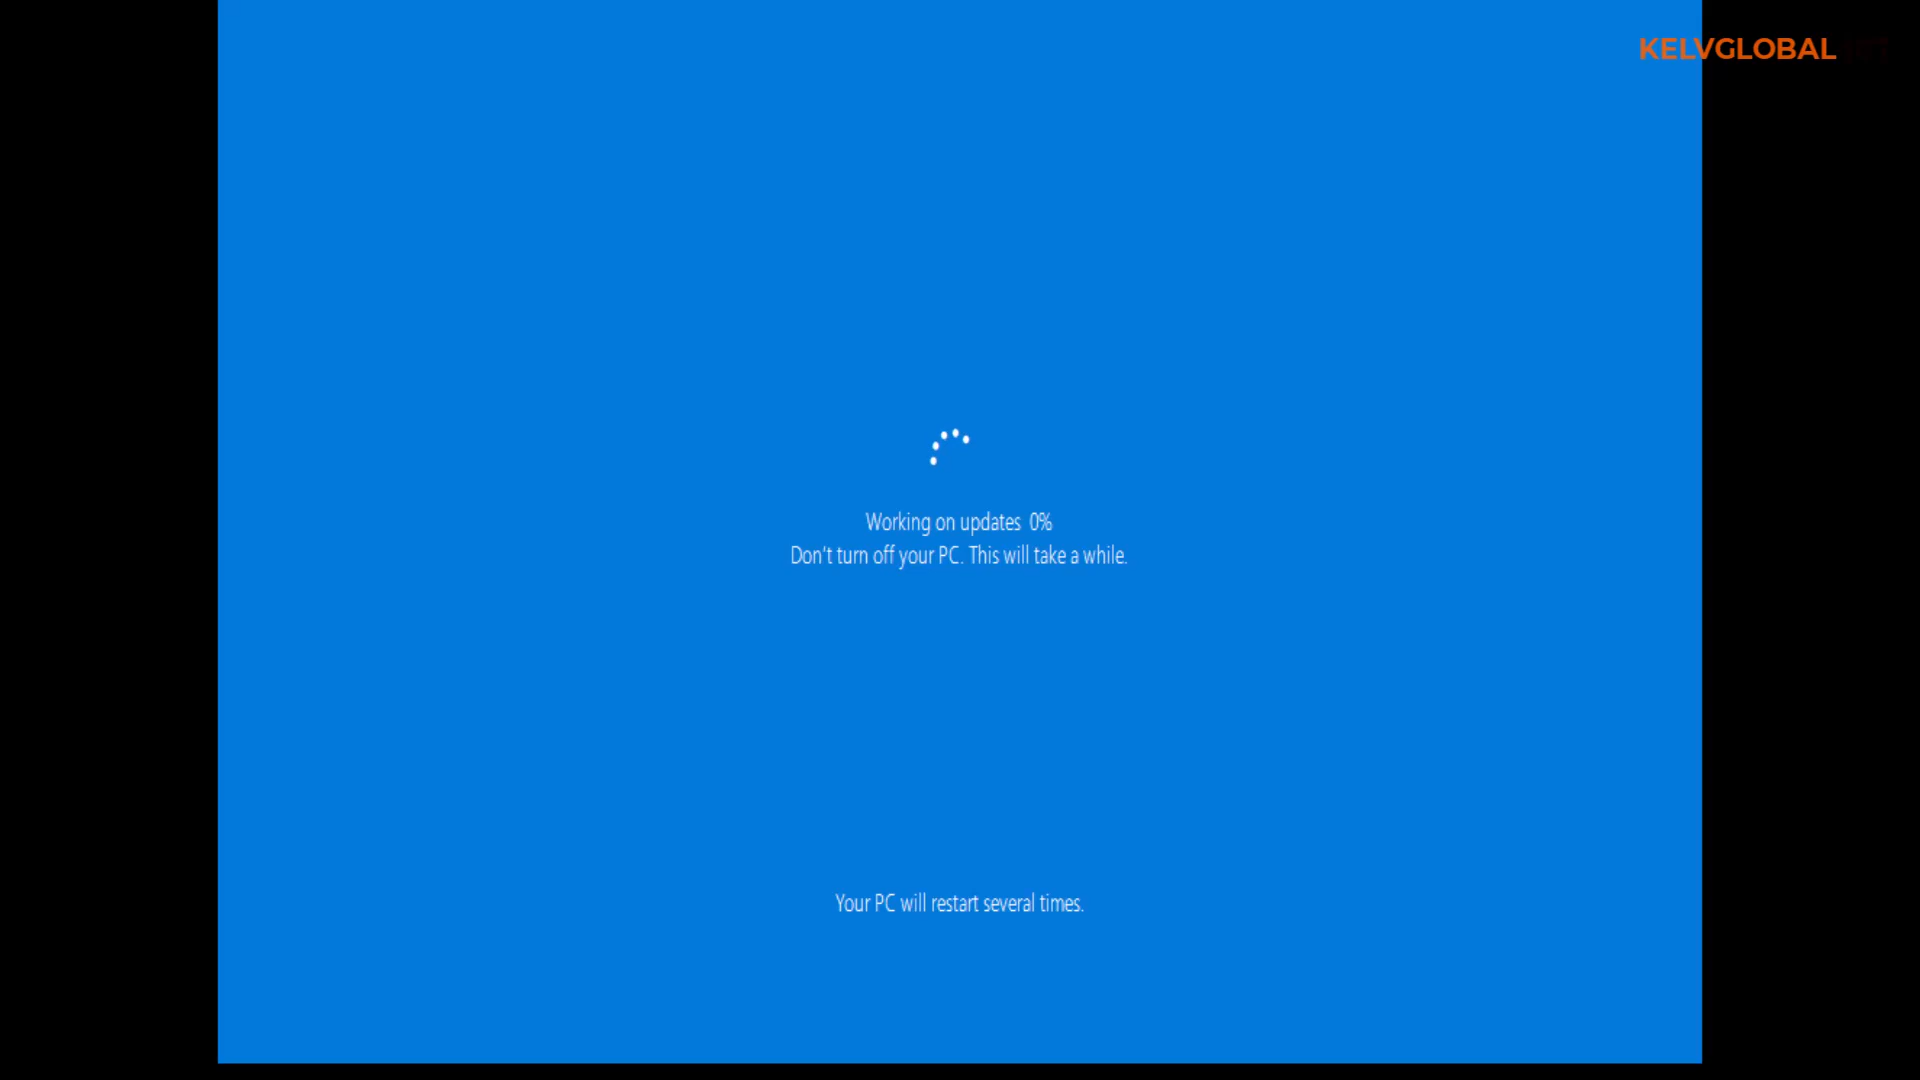 KELVGLOBAL
Working on updates 0%
Don't turn off your PC. This will take a while.
Your PC will restart several times.